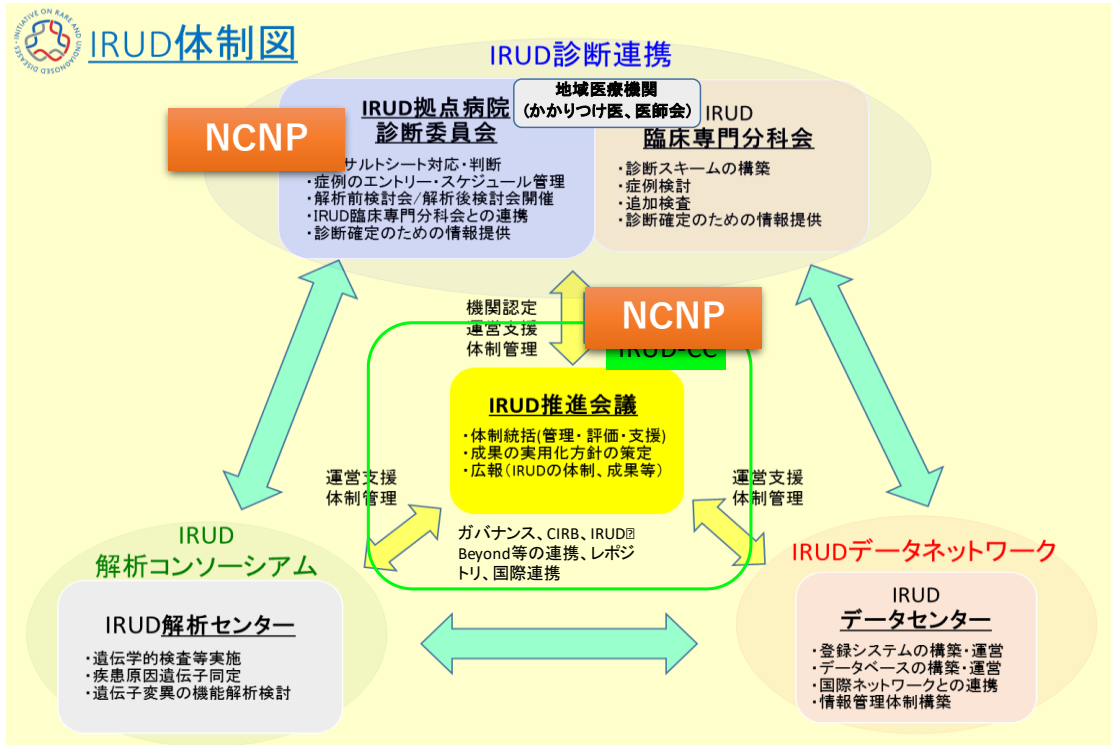 INITIATIVE ON RARE AND UNDIAGNOSED DISEASES
IRUD体制図
IRUD診断連携
地域医療機関
(かかりつけ医、医師会)
NCNP
IRUD拠点病院
診断委員会
サルトシート対応・判断
・症例のエントリー・スケジュール管理
・解析前検討会/解析後検討会開催
・IRUD臨床専門分科会との連携
・診断確定のための情報提供
IRUD
臨床専門分科会
・診断スキームの構築
・症例検討
・追加検査
・診断確定のための情報提供
機関認定
運営支援
体制管理
NCNP
IRUD-CC
IRUD推進会議
・体制統括(管理・評価・支援)
・成果の実用化方針の策定
・広報（IRUDの体制、成果等）
運営支援
体制管理
運営支援
体制管理
ガバナンス、CIRB、IRUD
Beyond等の連携、レポジ
トリ、国際連携
IRUD
解析コンソーシアム
IRUD解析センター
・遺伝学的検査等実施
・疾患原因遺伝子同定
・遺伝子変異の機能解析検討
IRUDデータネットワーク
IRUD
データセンター
・登録システムの構築・運営
・データベースの構築・運営
・国際ネットワークとの連携
・情報管理体制構築